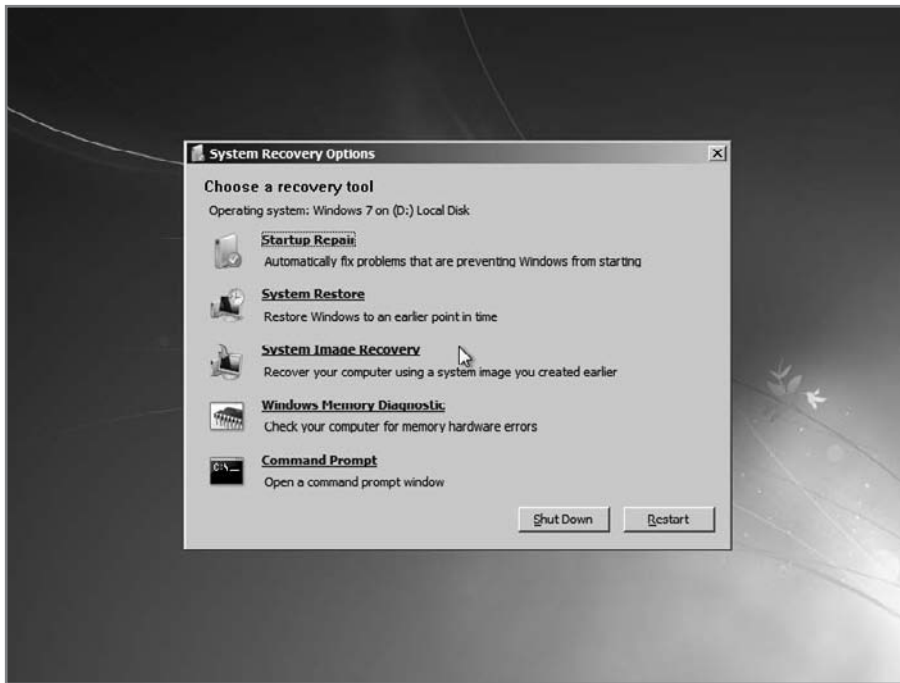 System Recovery Options
Choose a recovery tool
Operating system: Windows 7 on (D:) Local Disk
Startup Repair
Automatically fix problems that are preventing Windows from starting
System Restore
Restore Windows to an earlier point in time
System Image Recovery
Recover your computer using a system image you created earlier
Windows Memory Diagnostic
Check your computer for memory hardware errors
C:\_
Command Prompt
Open a command prompt window
Shut Down
Restart